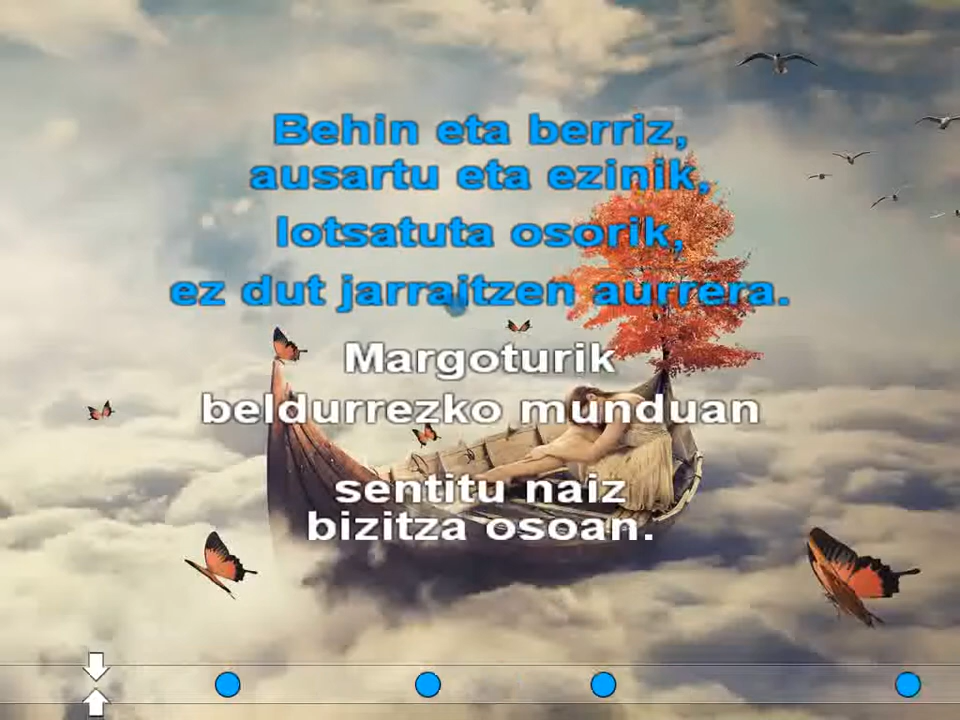 Behin eta berriz,
ausartu eta ezinik,
lotsatuta osorik,
ez dut jarraitzen aurrera.
Margoturik
beldurrezko munduan
sentitu naiz
bizitza osoan.